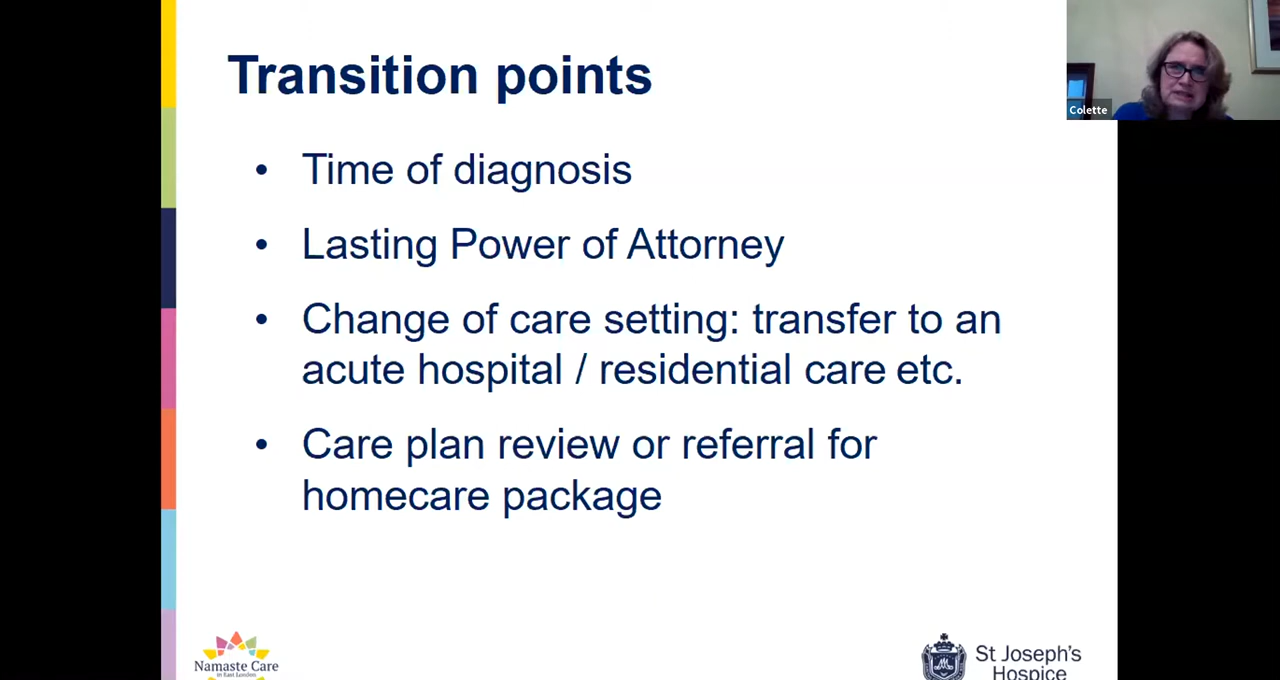 Transition points
Colette
• Time of diagnosis
• Lasting Power of Attorney
• Change of care setting: transfer to an
acute hospital / residential care etc.
• Care plan review or referral for
homecare package
Namaste Care
in East London
St Joseph's
Hospice